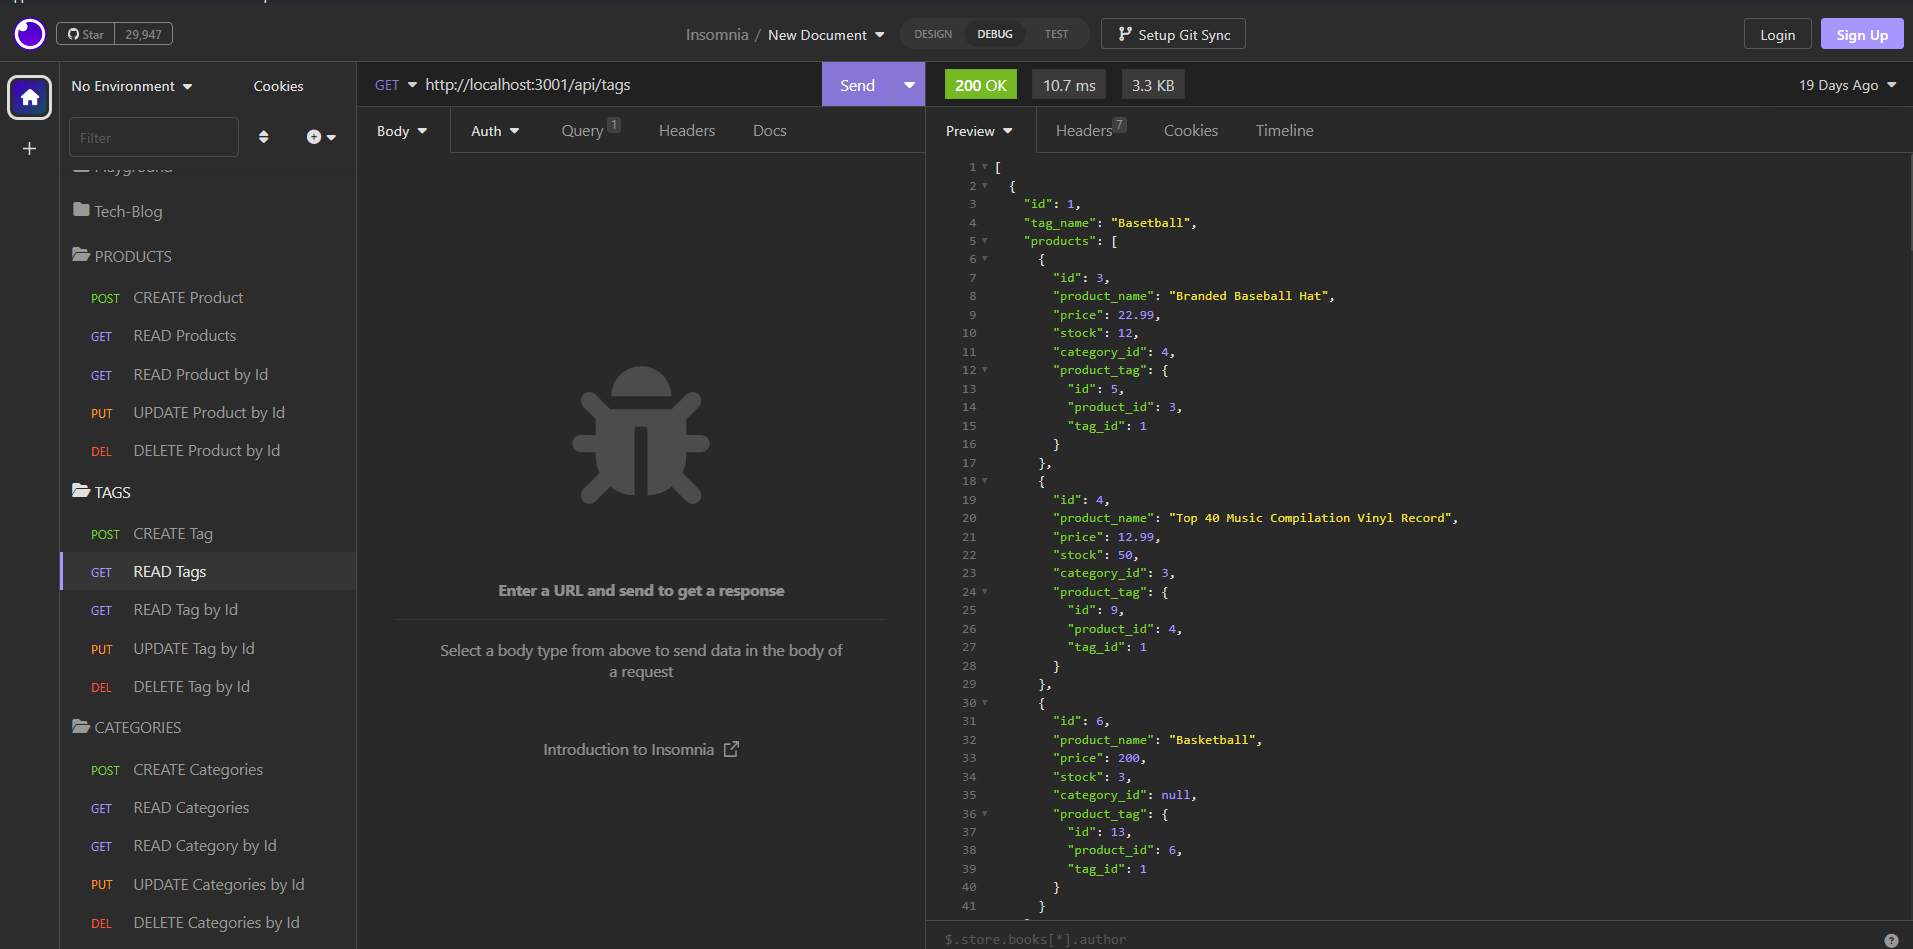 Star 29,947
Insomnia / New Document
DESIGN DEBUG TEST
Setup Git Sync
Login
Sign Up
No Environment
Cookies
Filter
Playground
Tech-Blog
PRODUCTS
POST CREATE Product
GET READ Products
GET READ Product by Id
PUT UPDATE Product by Id
DEL DELETE Product by Id
TAGS
POST CREATE Tag
GET READ Tags
GET READ Tag by Id
PUT UPDATE Tag by Id
DEL DELETE Tag by Id
CATEGORIES
POST CREATE Categories
GET READ Categories
GET READ Category by Id
PUT UPDATE Categories by Id
DEL DELETE Categories by Id
GET http://localhost:3001/api/tags
Send
Body Auth Query 1 Headers Docs
Enter a URL and send to get a response
Select a body type from above to send data in the body of
a request
Introduction to Insomnia
200 OK 10.7 ms 3.3 KB
19 Days Ago
Preview Headers 7 Cookies Timeline
1 [
2 {
3 "id": 1,
4 "tag_name": "Basetball",
5 "products": [
6 {
7 "id": 3,
8 "product_name": "Branded Baseball Hat",
9 "price": 22.99,
10 "stock": 12,
11 "category_id": 4,
12 "product_tag": {
13 "id": 5,
14 "product_id": 3,
15 "tag_id": 1
16 }
17 },
18 {
19 "id": 4,
20 "product_name": "Top 40 Music Compilation Vinyl Record",
21 "price": 12.99,
22 "stock": 50,
23 "category_id": 3,
24 "product_tag": {
25 "id": 9,
26 "product_id": 4,
27 "tag_id": 1
28 }
29 },
30 {
31 "id": 6,
32 "product_name": "Basketball",
33 "price": 200,
34 "stock": 3,
35 "category_id": null,
36 "product_tag": {
37 "id": 13,
38 "product_id": 6,
39 "tag_id": 1
40 }
41 }
$.store.books[*].author
?